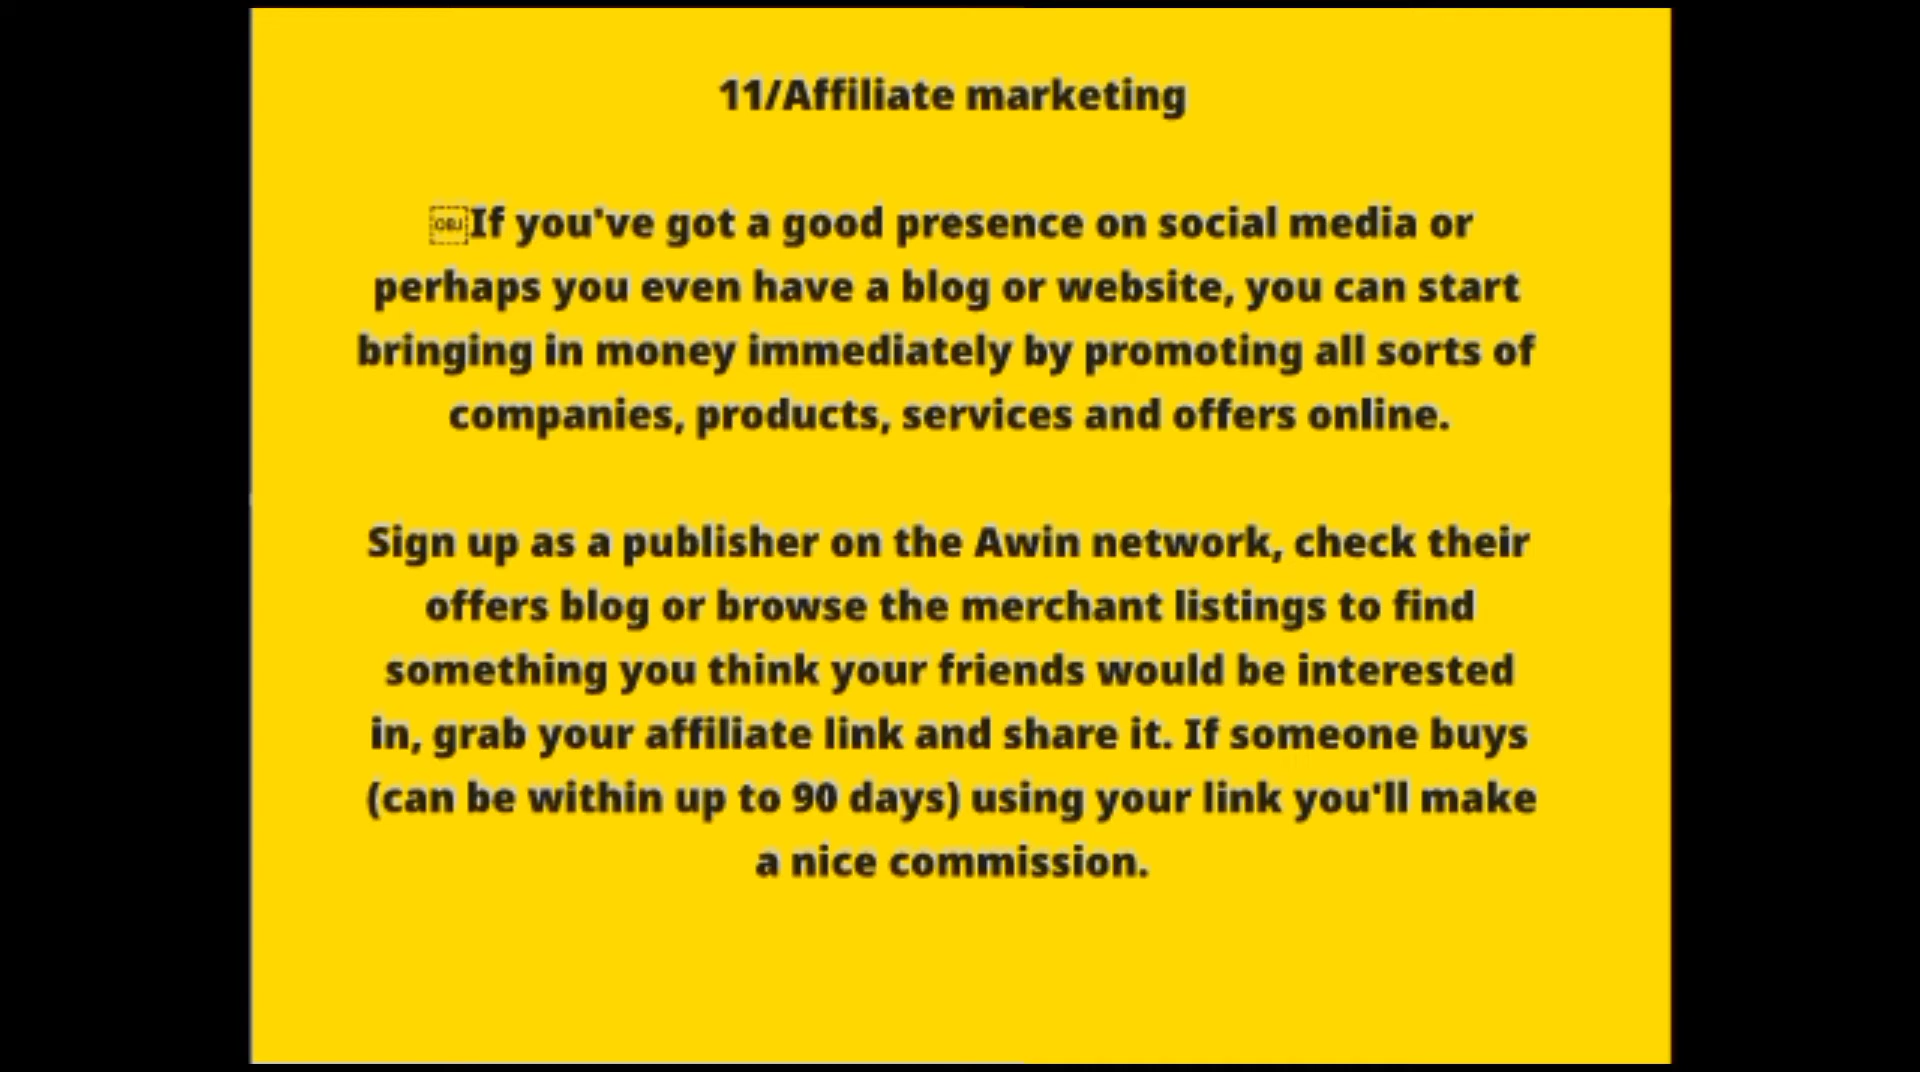 11/Affiliate marketing
If you've got a good presence on social media or
perhaps you even have a blog or website, you can start
bringing in money immediately by promoting all sorts of
companies, products, services and offers online.
Sign up as a publisher on the Awin network, check their
offers blog or browse the merchant listings to find
something you think your friends would be interested
in, grab your affiliate link and share it. If someone buys
(can be within up to 90 days) using your link you'll make
a nice commission.